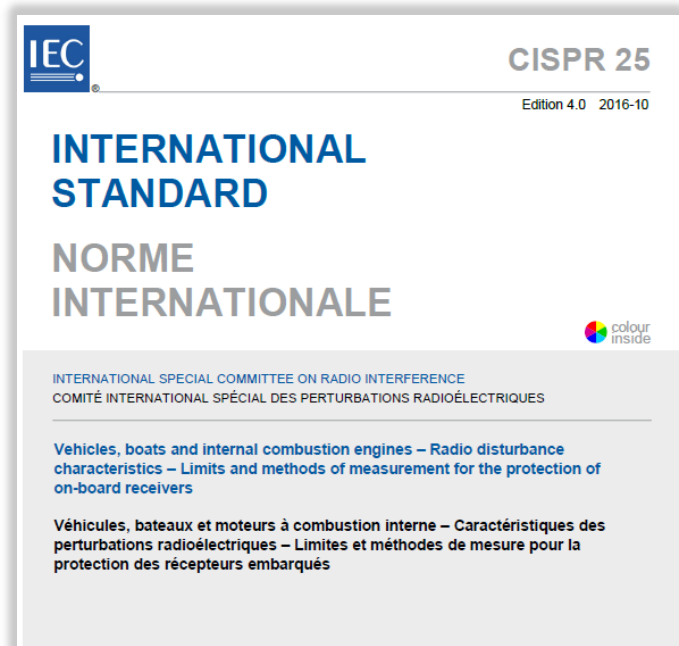 IEC
®
CISPR 25
Edition 4.0 2016-10
INTERNATIONAL
STANDARD
NORME
INTERNATIONALE
colour
inside
INTERNATIONAL SPECIAL COMMITTEE ON RADIO INTERFERENCE
COMITÉ INTERNATIONAL SPÉCIAL DES PERTURBATIONS RADIOÉLECTRIQUES
Vehicles, boats and internal combustion engines – Radio disturbance
characteristics – Limits and methods of measurement for the protection of
on-board receivers
Véhicules, bateaux et moteurs à combustion interne – Caractéristiques des
perturbations radioélectriques – Limites et méthodes de mesure pour la
protection des récepteurs embarqués